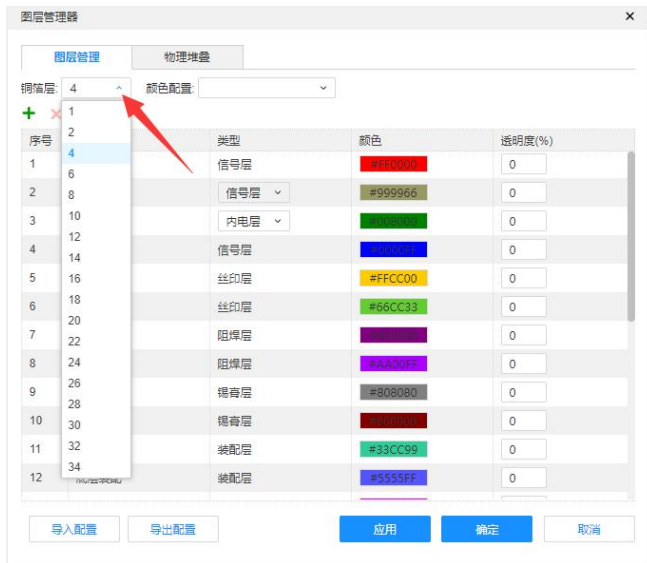 图层管理器
图层管理 物理堆叠
铜箔层: 4 颜色配置:
序号 类型 颜色 透明度(%)
1 信号层 #FF0000 0
2 信号层 #999966 0
3 内电层 #008000 0
4 信号层 #0000FF 0
5 丝印层 #FFCC00 0
6 丝印层 #66CC33 0
7 阻焊层 0
8 阻焊层 #AA00FF 0
9 锡膏层 #808080 0
10 锡膏层 #800000 0
11 装配层 #33CC99 0
12 底层装配 装配层 #5555FF 0
1
2
4
6
8
10
12
14
16
18
20
22
24
26
28
30
32
34
导入配置 导出配置 应用 确定 取消